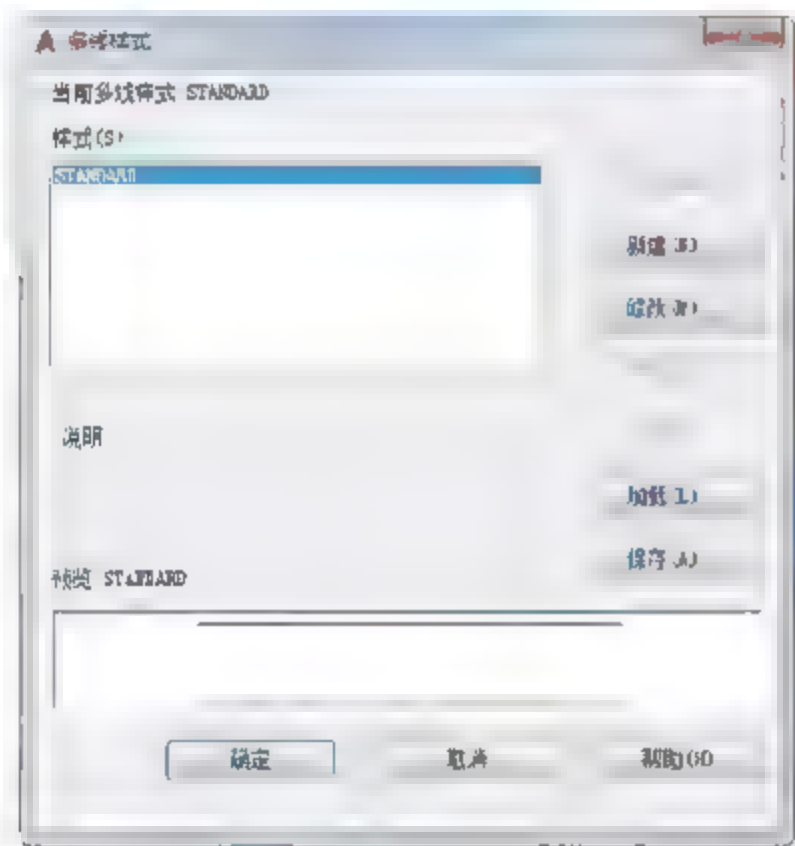 多线样式
当前多线样式 STANDARD
样式(S)
STANDARD
新建(N)
修改(M)
说明
加载(L)
保存(A)
预览 STANDARD
确定
取消
帮助(H)